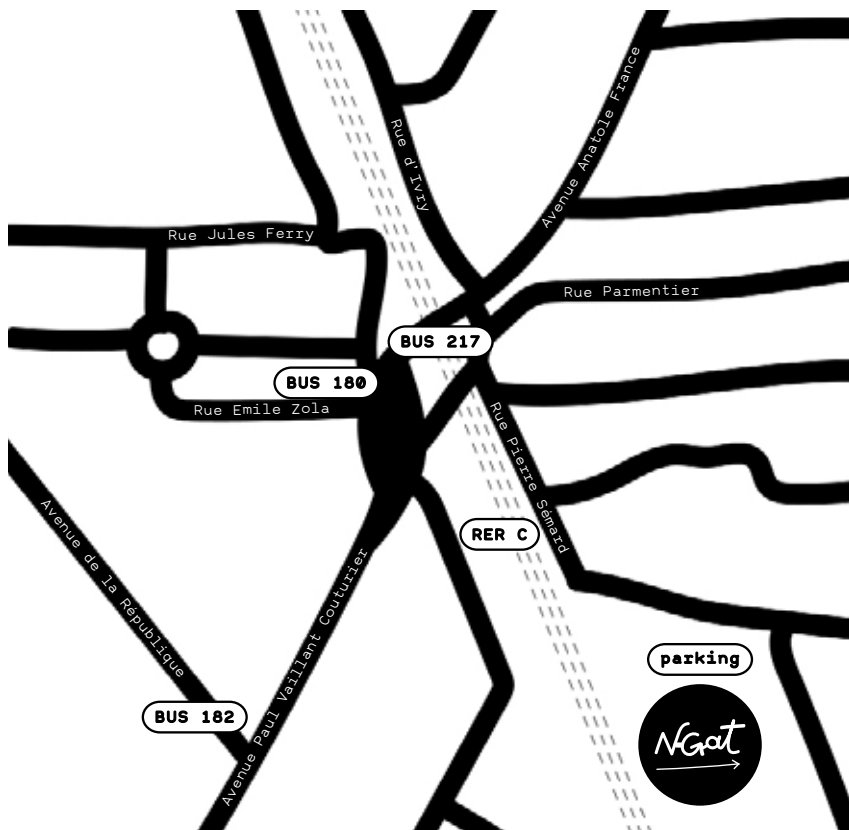 Rue d'Ivry
Avenue Anatole France
Rue Jules Ferry
Rue Parmentier
BUS 217
BUS 180
Rue Emile Zola
Rue Pierre Sémard
Avenue de la République
RER C
Avenue Paul Vaillant Couturier
parking
BUS 182
NGat